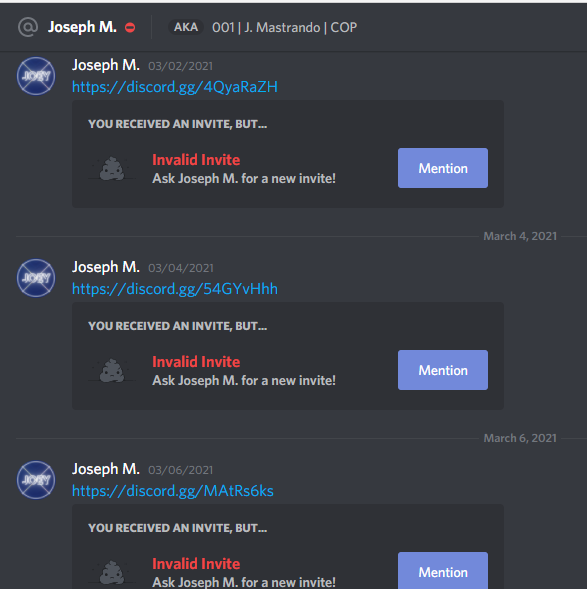 @ Joseph M. AKA 001 | J. Mastrando | COP
JOEY Joseph M. 03/02/2021
https://discord.gg/4QyaRaZH
YOU RECEIVED AN INVITE, BUT...
Invalid Invite
Ask Joseph M. for a new invite!
Mention
March 4, 2021
JOEY Joseph M. 03/04/2021
https://discord.gg/54GYvHhh
YOU RECEIVED AN INVITE, BUT...
Invalid Invite
Ask Joseph M. for a new invite!
Mention
March 6, 2021
JOEY Joseph M. 03/06/2021
https://discord.gg/MAtRs6ks
YOU RECEIVED AN INVITE, BUT...
Invalid Invite
Ask Joseph M. for a new invite!
Mention